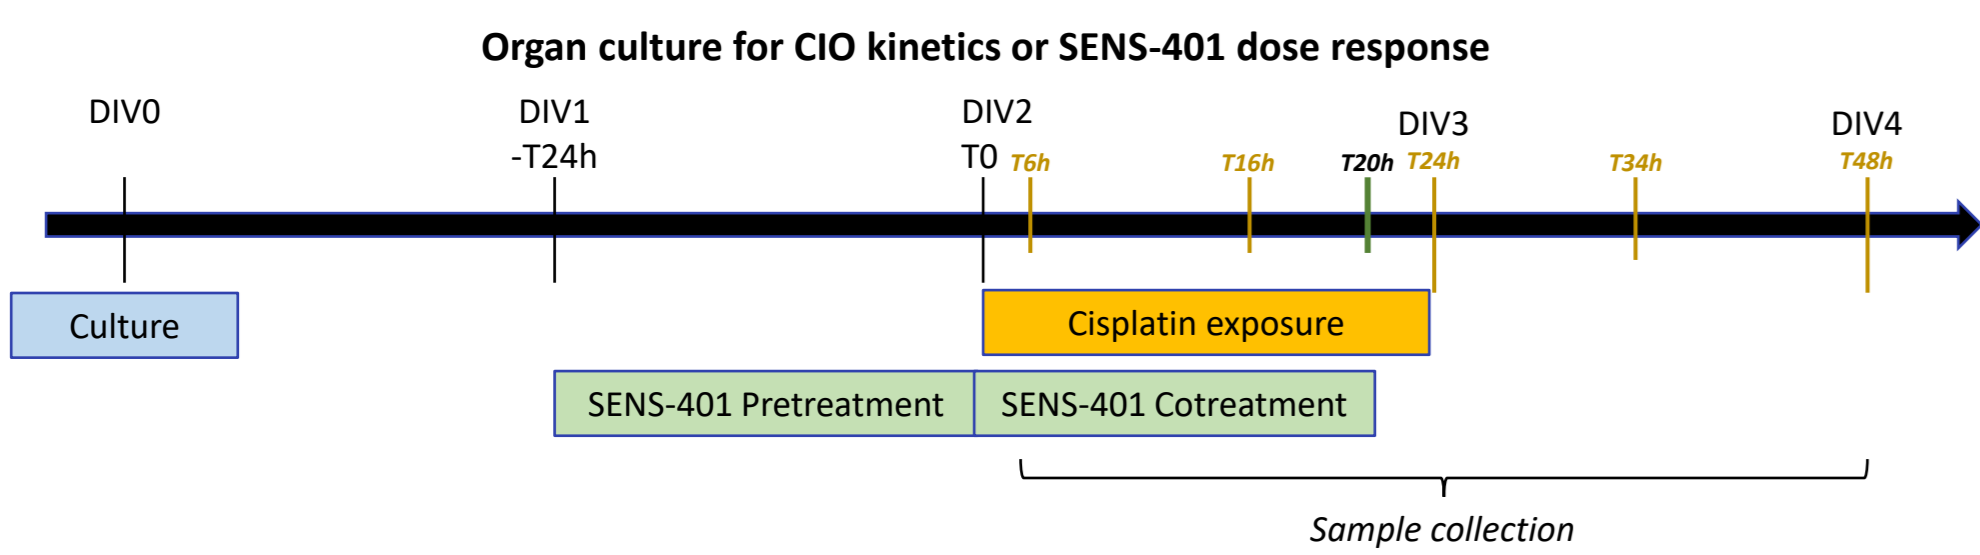 Organ culture for CIO kinetics or SENS-401 dose response
DIV0
DIV1
DIV2
DIV3
DIV4
-T24h
T0
T6h
T16h
T20h
T24h
T34h
T48h
Culture
Cisplatin exposure
SENS-401 Pretreatment
SENS-401 Cotreatment
Sample collection